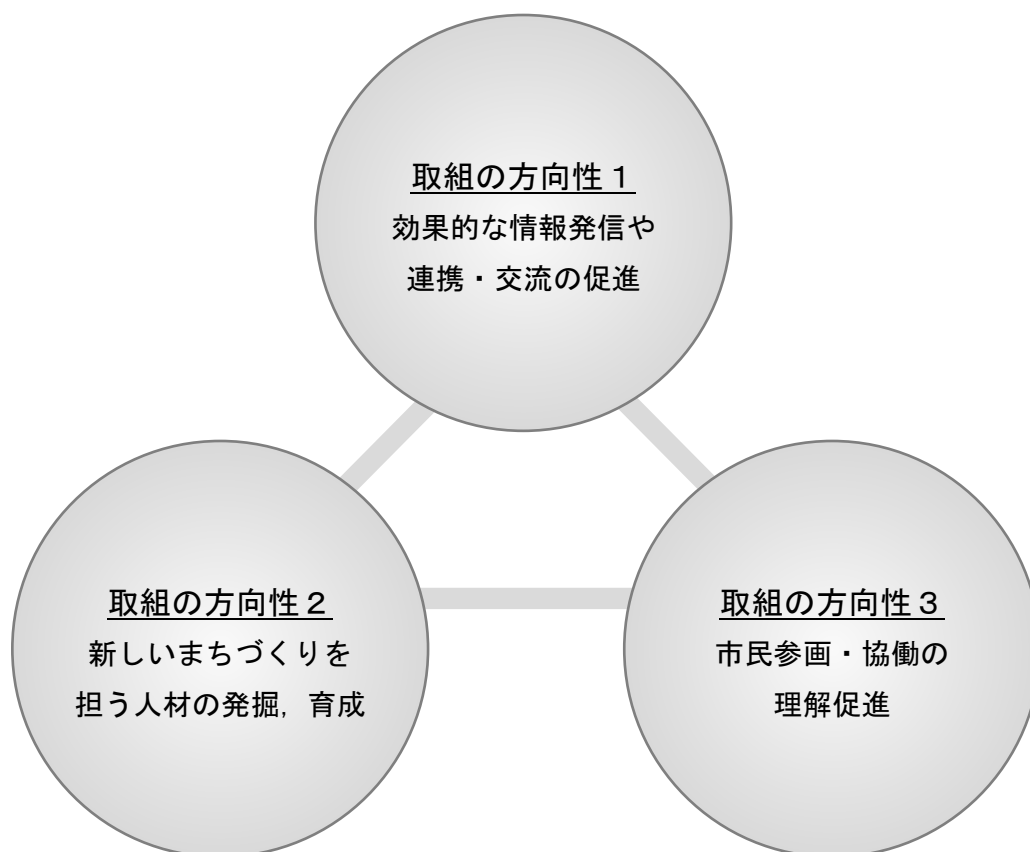 取組の方向性１
効果的な情報発信や
連携・交流の促進
取組の方向性２
新しいまちづくりを
担う人材の発掘，育成
取組の方向性３
市民参画・協働の
理解促進